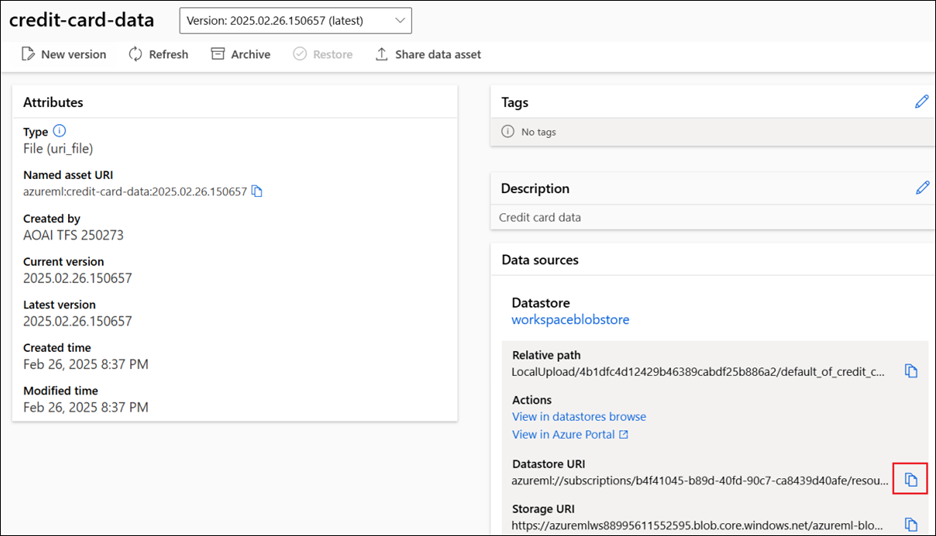 credit-card-data
Version: 2025.02.26.150657 (latest)
New version
Refresh
Archive
Restore
Share data asset
Attributes
Type
File (uri_file)
Named asset URI
azureml:credit-card-data:2025.02.26.150657
Created by
AOAI TFS 250273
Current version
2025.02.26.150657
Latest version
2025.02.26.150657
Created time
Feb 26, 2025 8:37 PM
Modified time
Feb 26, 2025 8:37 PM
Tags
No tags
Description
Credit card data
Data sources
Datastore
workspaceblobstore
Relative path
LocalUpload/4b1dfc4d12429b46389cabdf25b886a2/default_of_credit_c...
Actions
View in datastores browse
View in Azure Portal
Datastore URI
azureml://subscriptions/b4f41045-b89d-40fd-90c7-ca8439d40afe/resou...
Storage URI
https://azuremlws88995611552595.blob.core.windows.net/azureml-blo...